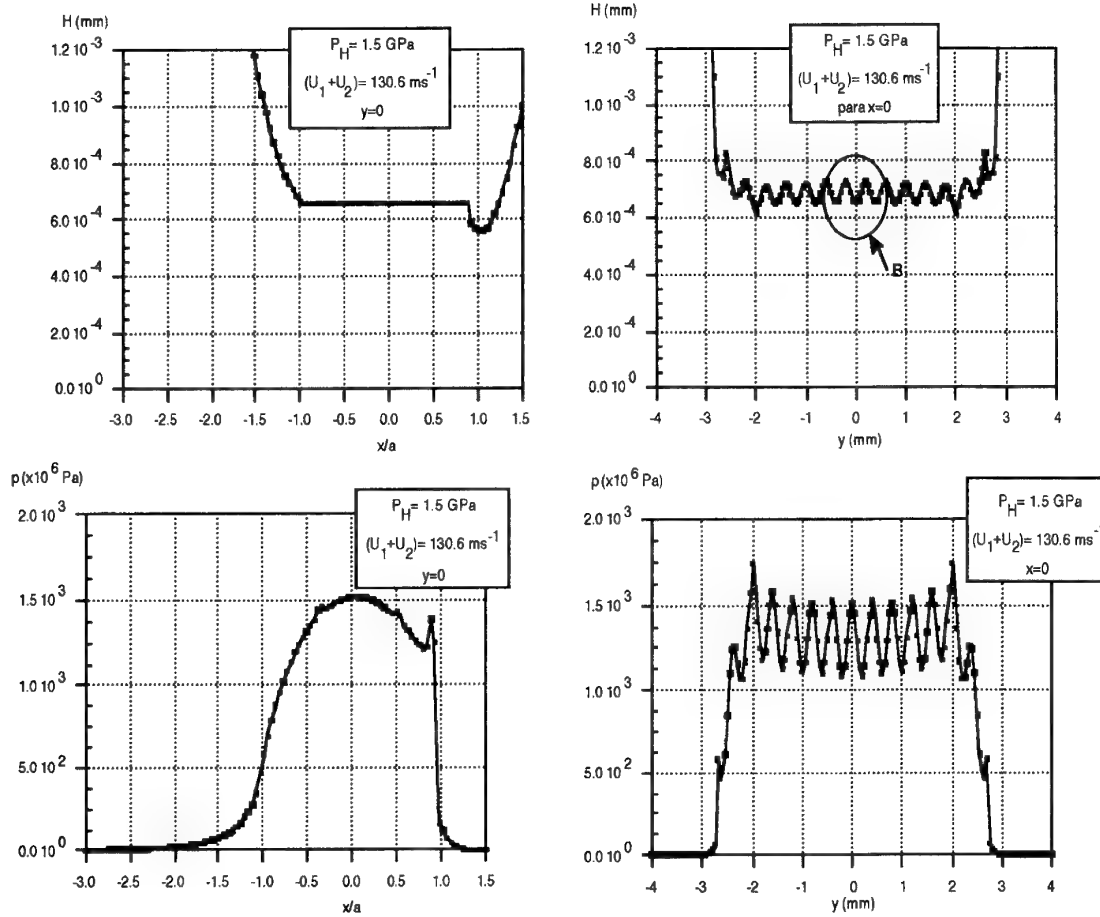 H (mm)
P_H= 1.5 GPa
(U_1+U_2)= 130.6 ms^-1
y=0
1.2 10^-3
1.0 10^-3
8.0 10^-4
6.0 10^-4
4.0 10^-4
2.0 10^-4
0.0 10^0
-3.0 -2.5 -2.0 -1.5 -1.0 -0.5 0.0 0.5 1.0 1.5
x/a
H (mm)
P_H= 1.5 GPa
(U_1+U_2)= 130.6 ms^-1
para x=0
1.2 10^-3
1.0 10^-3
8.0 10^-4
6.0 10^-4
4.0 10^-4
2.0 10^-4
0.0 10^0
B
-4 -3 -2 -1 0 1 2 3 4
y (mm)
p (x10^6 Pa)
P_H= 1.5 GPa
(U_1+U_2)= 130.6 ms^-1
y=0
2.0 10^3
1.5 10^3
1.0 10^3
5.0 10^2
0.0 10^0
-3.0 -2.5 -2.0 -1.5 -1.0 -0.5 0.0 0.5 1.0 1.5
x/a
p (x10^6 Pa)
P_H= 1.5 GPa
(U_1+U_2)= 130.6 ms^-1
x=0
2.0 10^3
1.5 10^3
1.0 10^3
5.0 10^2
0.0 10^0
-4 -3 -2 -1 0 1 2 3 4
y (mm)